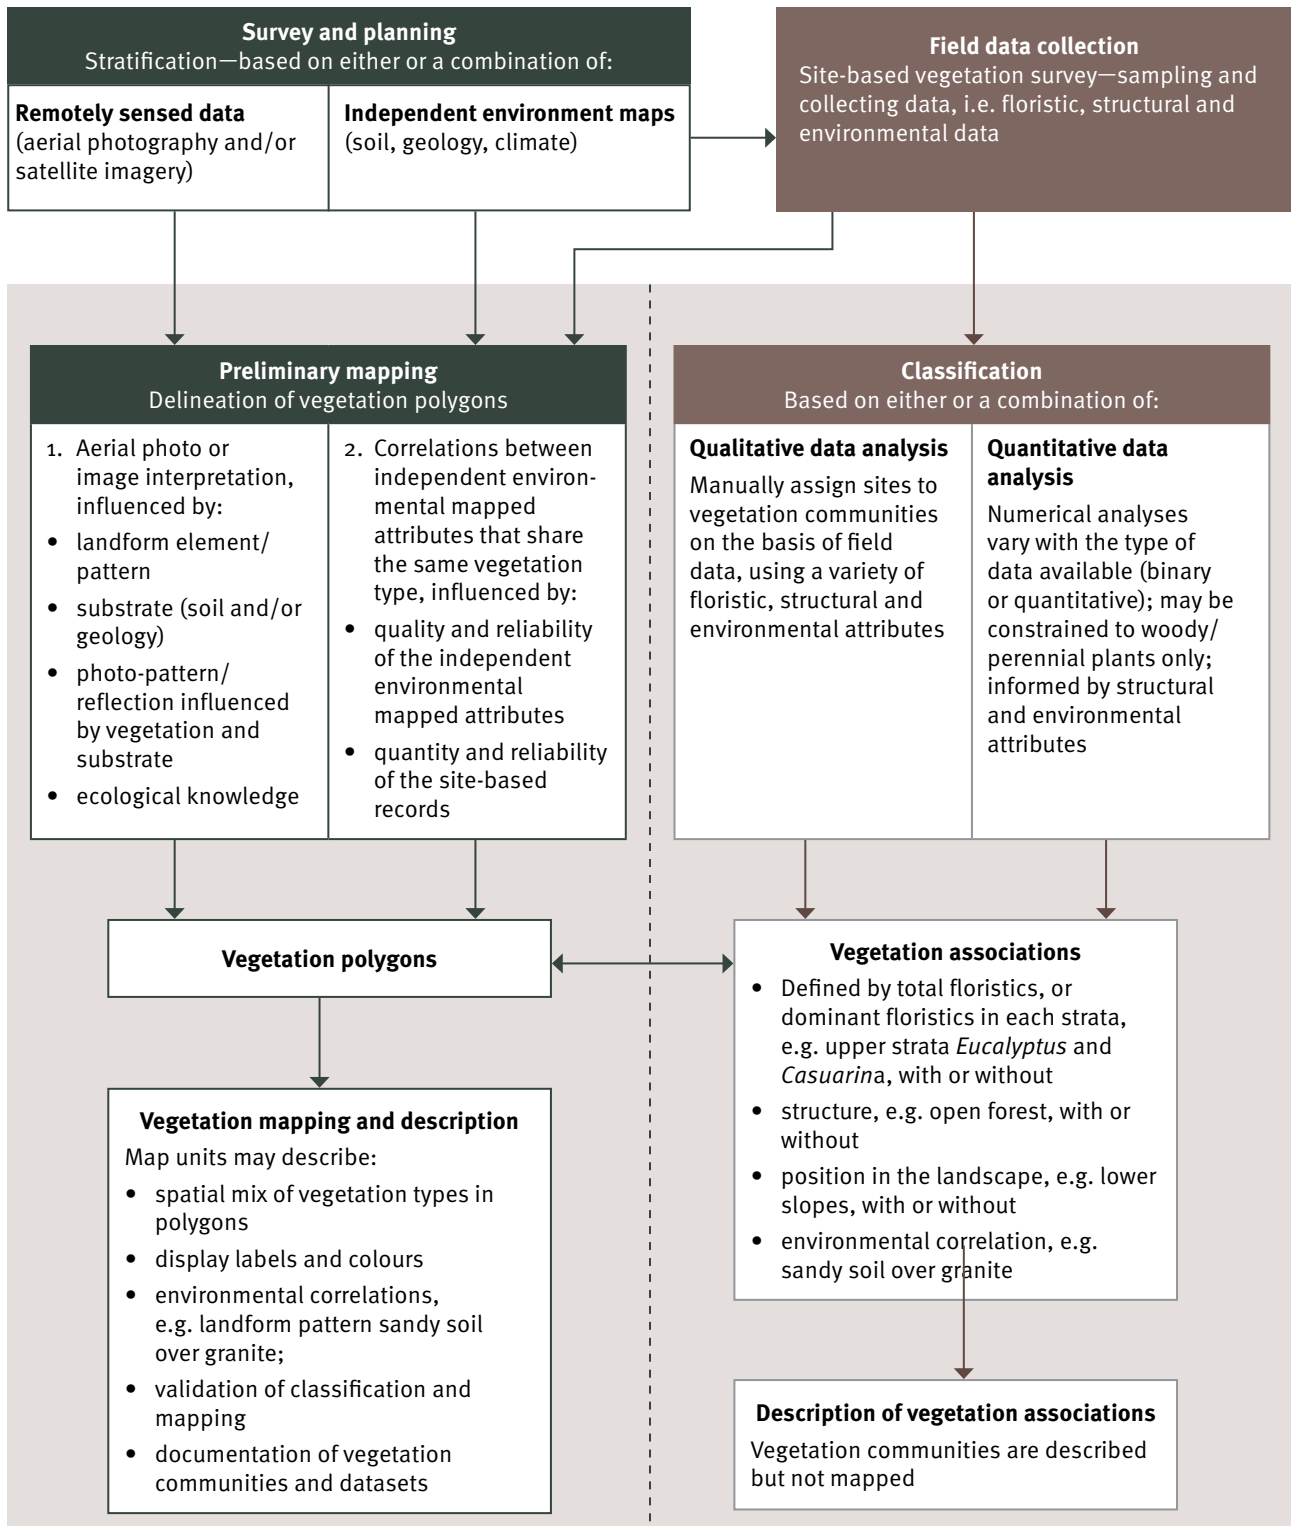 Survey and planning
Stratification—based on either or a combination of:
Remotely sensed data
(aerial photography and/or
satellite imagery)
Independent environment maps
(soil, geology, climate)
Field data collection
Site-based vegetation survey—sampling and
collecting data, i.e. floristic, structural and
environmental data
Preliminary mapping
Delineation of vegetation polygons
1. Aerial photo or
image interpretation,
influenced by:
• landform element/
pattern
• substrate (soil and/or
geology)
• photo-pattern/
reflection influenced
by vegetation and
substrate
• ecological knowledge
2. Correlations between
independent environ-
mental mapped
attributes that share
the same vegetation
type, influenced by:
• quality and reliability
of the independent
environmental
mapped attributes
• quantity and reliability
of the site-based
records
Classification
Based on either or a combination of:
Qualitative data analysis
Manually assign sites to
vegetation communities
on the basis of field
data, using a variety of
floristic, structural and
environmental attributes
Quantitative data
analysis
Numerical analyses
vary with the type of
data available (binary
or quantitative); may be
constrained to woody/
perennial plants only;
informed by structural
and environmental
attributes
Vegetation polygons
Vegetation associations
• Defined by total floristics, or
dominant floristics in each strata,
e.g. upper strata Eucalyptus and
Casuarina, with or without
• structure, e.g. open forest, with or
without
• position in the landscape, e.g. lower
slopes, with or without
• environmental correlation, e.g.
sandy soil over granite
Vegetation mapping and description
Map units may describe:
• spatial mix of vegetation types in
polygons
• display labels and colours
• environmental correlations,
e.g. landform pattern sandy soil
over granite;
• validation of classification and
mapping
• documentation of vegetation
communities and datasets
Description of vegetation associations
Vegetation communities are described
but not mapped